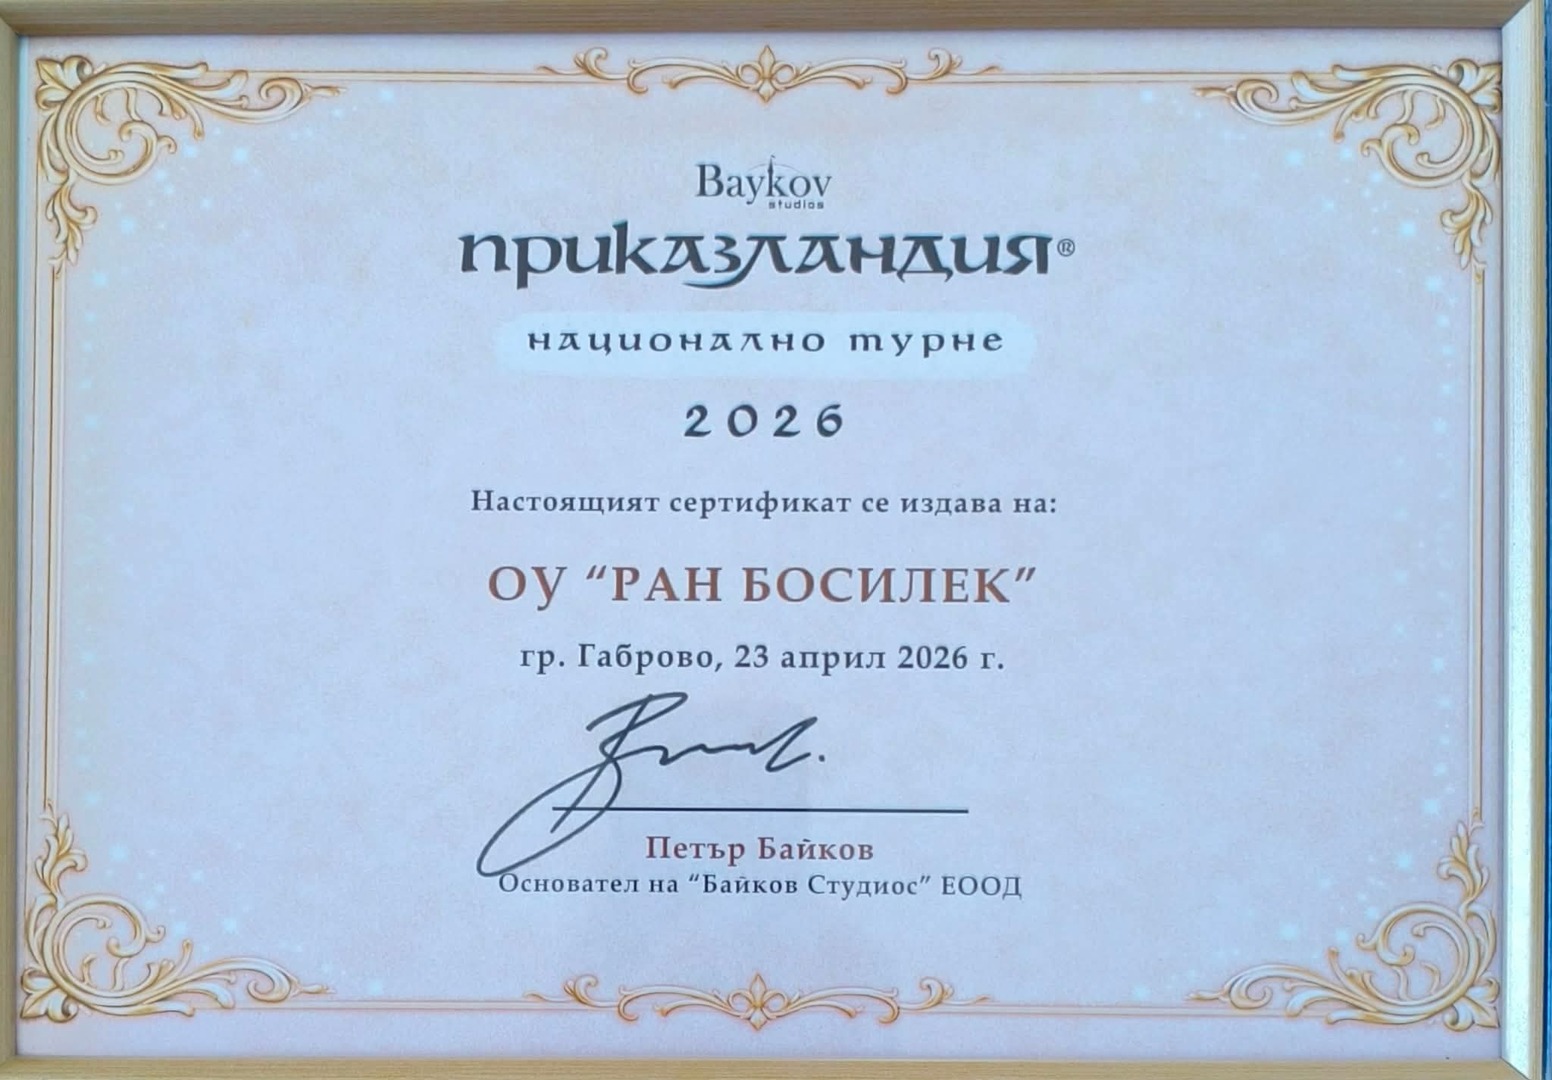 Baykov
studios
приказландия®
национално турне
2026
Настоящият сертификат се издава на:
ОУ “РАН БОСИЛЕК”
гр. Габрово, 23 април 2026 г.
Петър Байков
Основател на “Байков Студиос” ЕООД